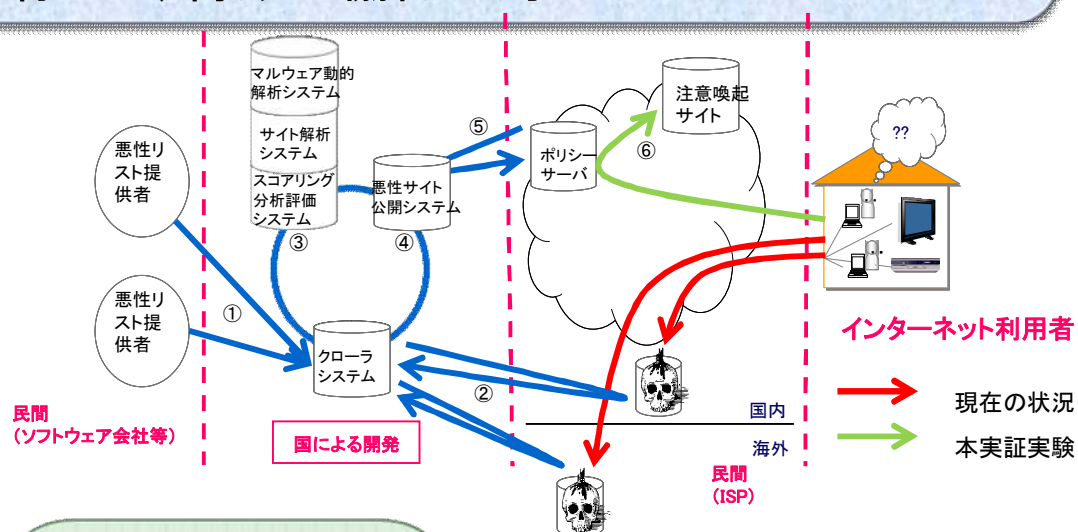 マルウェア動的
解析システム
サイト解析
システム
スコアリング
分析評価
システム
③
悪性リ
スト提
供者
悪性サイト
公開システム
④
⑤
ポリシー
サーバ
注意喚起
サイト
⑥
??
悪性リ
スト提
供者
①
クローラ
システム
②
インターネット利用者
現在の状況
本実証実験
国内
海外
民間
(ソフトウェア会社等)
国による開発
民間
(ISP)